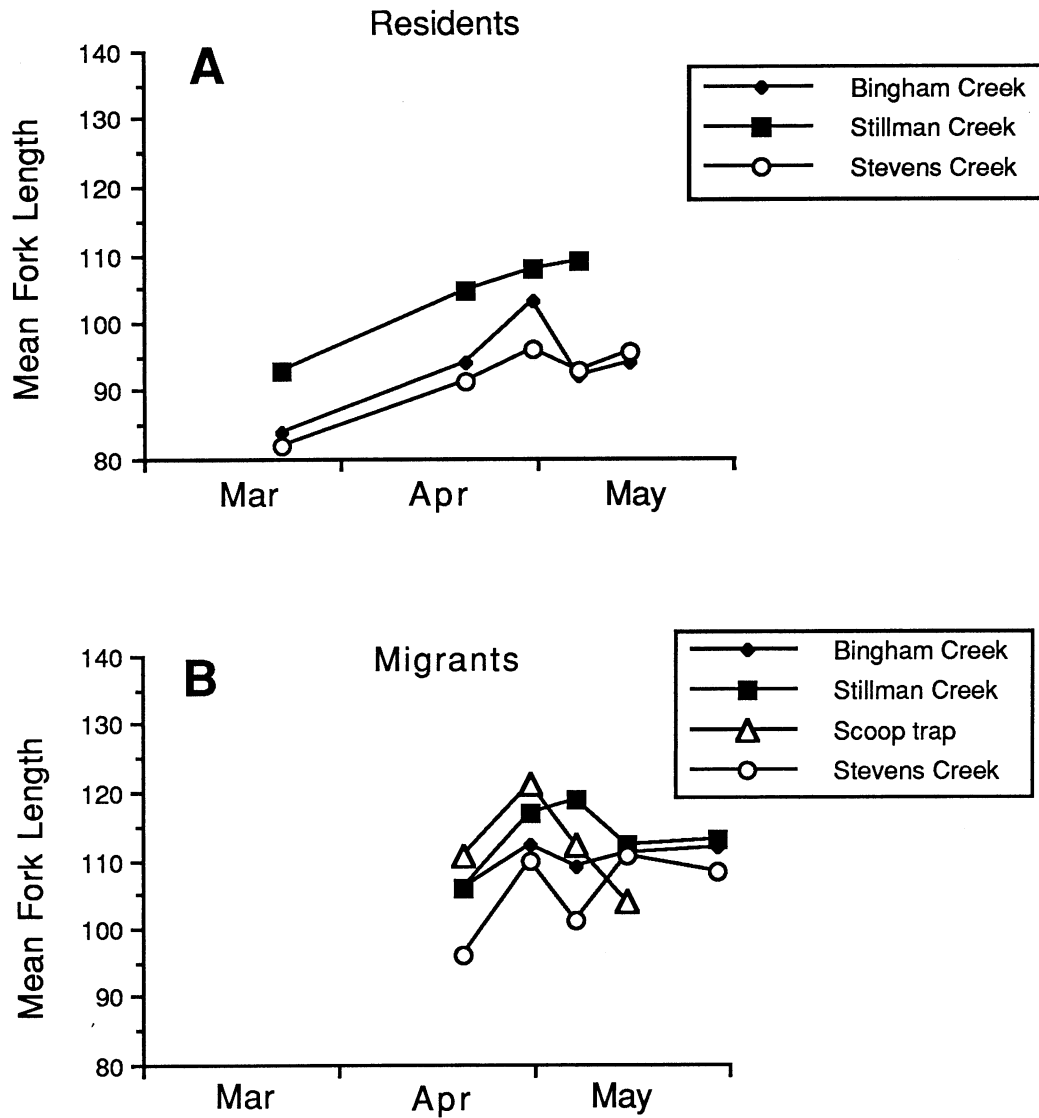 Residents
A
140
130
120
110
100
90
80
Mean Fork Length
Mar Apr May
Bingham Creek
Stillman Creek
Stevens Creek
Migrants
B
140
130
120
110
100
90
80
Mean Fork Length
Mar Apr May
Bingham Creek
Stillman Creek
Scoop trap
Stevens Creek